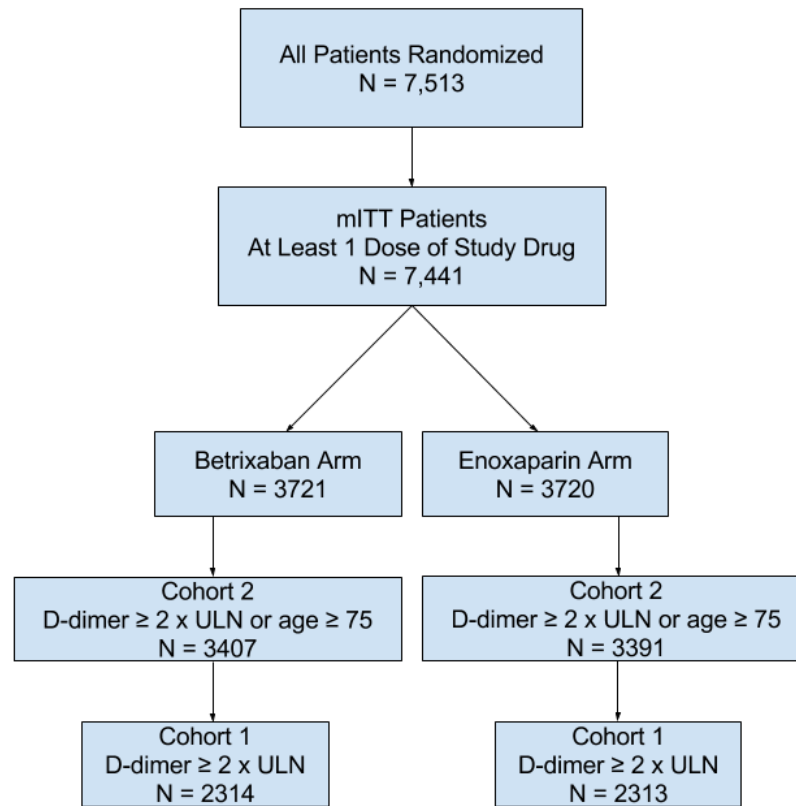 All Patients Randomized
N = 7,513
mITT Patients
At Least 1 Dose of Study Drug
N = 7,441
Betrixaban Arm
N = 3721
Enoxaparin Arm
N = 3720
Cohort 2
D-dimer ≥ 2 x ULN or age ≥ 75
N = 3407
Cohort 2
D-dimer ≥ 2 x ULN or age ≥ 75
N = 3391
Cohort 1
D-dimer ≥ 2 x ULN
N = 2314
Cohort 1
D-dimer ≥ 2 x ULN
N = 2313